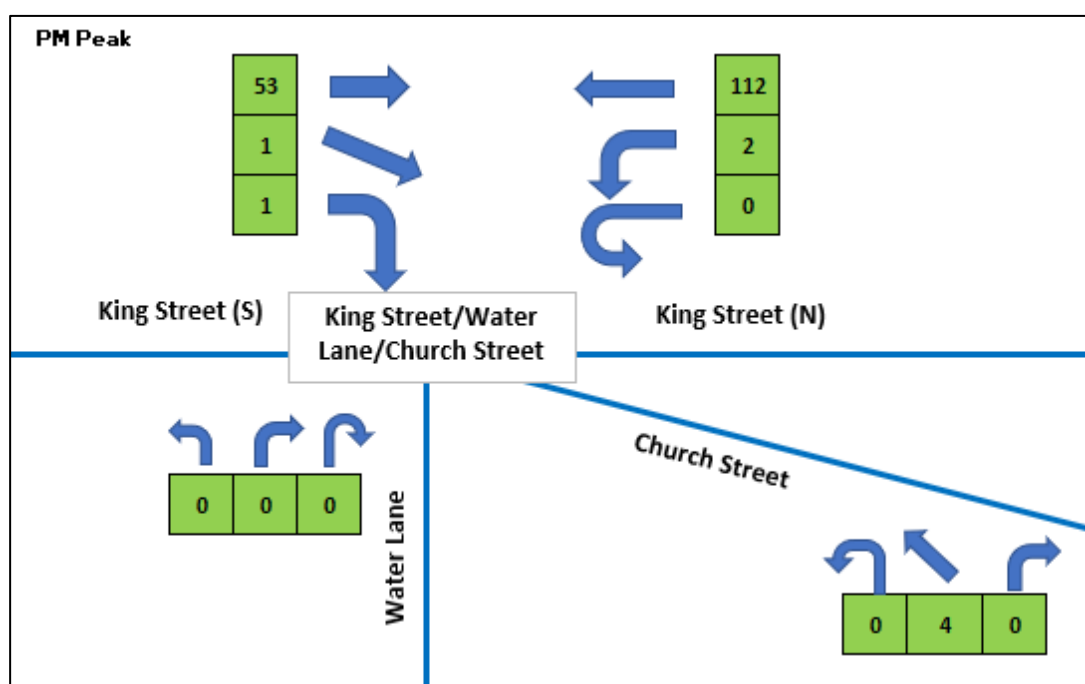 PM Peak
53
1
1
112
2
0
King Street (S)
King Street/Water
Lane/Church Street
King Street (N)
0 0 0
Water Lane
Church Street
0 4 0